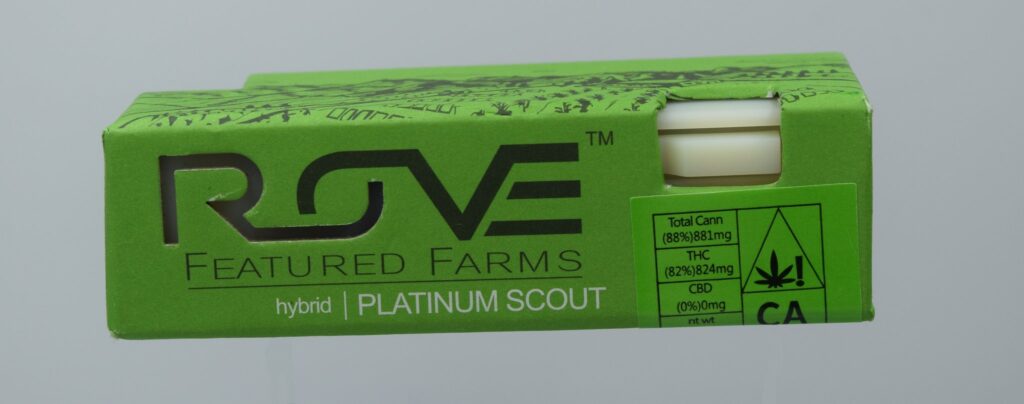 ROVE™
FEATURED FARMS
hybrid | PLATINUM SCOUT
Total Cann
(88%)881mg
THC
(82%)824mg
CBD
(0%)0mg
!
CA